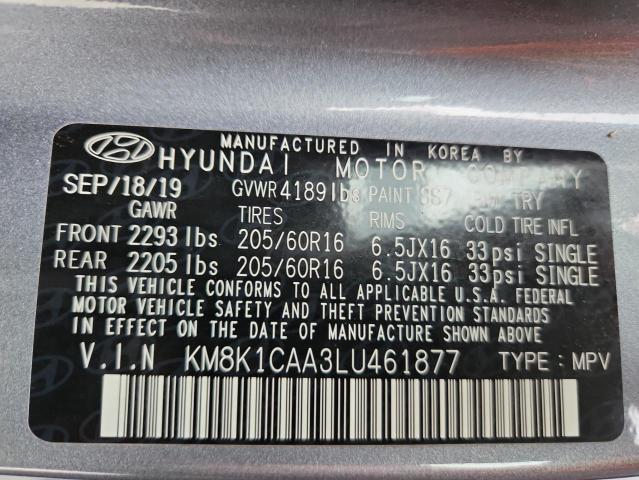 MANUFACTURED IN KOREA BY
HYUNDAI MOTOR COMPANY
SEP/18/19 GVWR 4189lbs PAINT TRY
GAWR TIRES RIMS COLD TIRE INFL
FRONT 2293 lbs 205/60R16 6.5JX16 33psi SINGLE
REAR 2205 lbs 205/60R16 6.5JX16 33psi SINGLE
THIS VEHICLE CONFORMS TO ALL APPLICABLE U.S.A. FEDERAL
MOTOR VEHICLE SAFETY AND THEFT PREVENTION STANDARDS
IN EFFECT ON THE DATE OF MANUFACTURE SHOWN ABOVE.
V.I.N KM8K1CAA3LU461877 TYPE : MPV